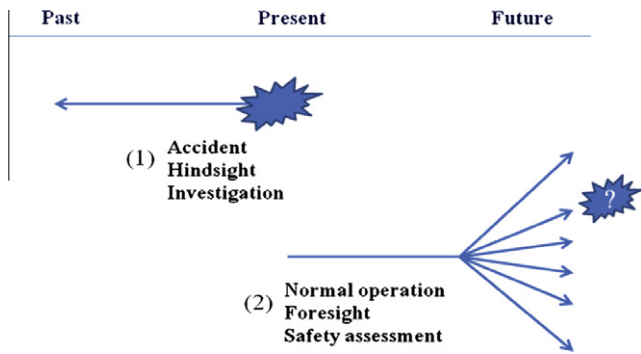 Past Present Future
(1) Accident
Hindsight
Investigation
?
(2) Normal operation
Foresight
Safety assessment